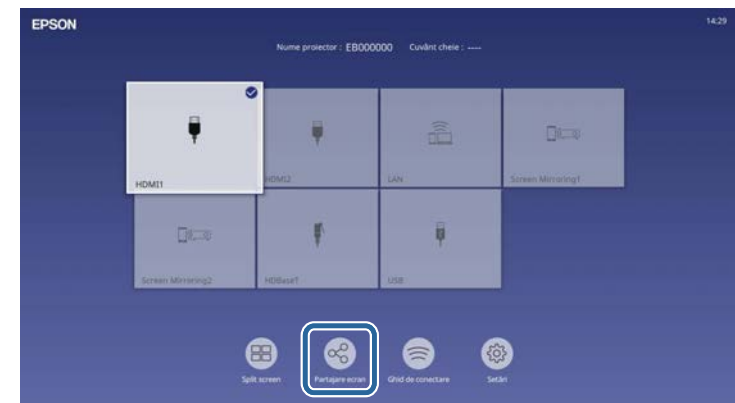 EPSON
14:29
Nume proiector : EB000000 Cuvânt cheie : ----
HDMI1
HDMI2
LAN
Screen Mirroring1
Screen Mirroring2
HDBaseT
USB
Split screen
Partajare ecran
Ghid de conectare
Setări